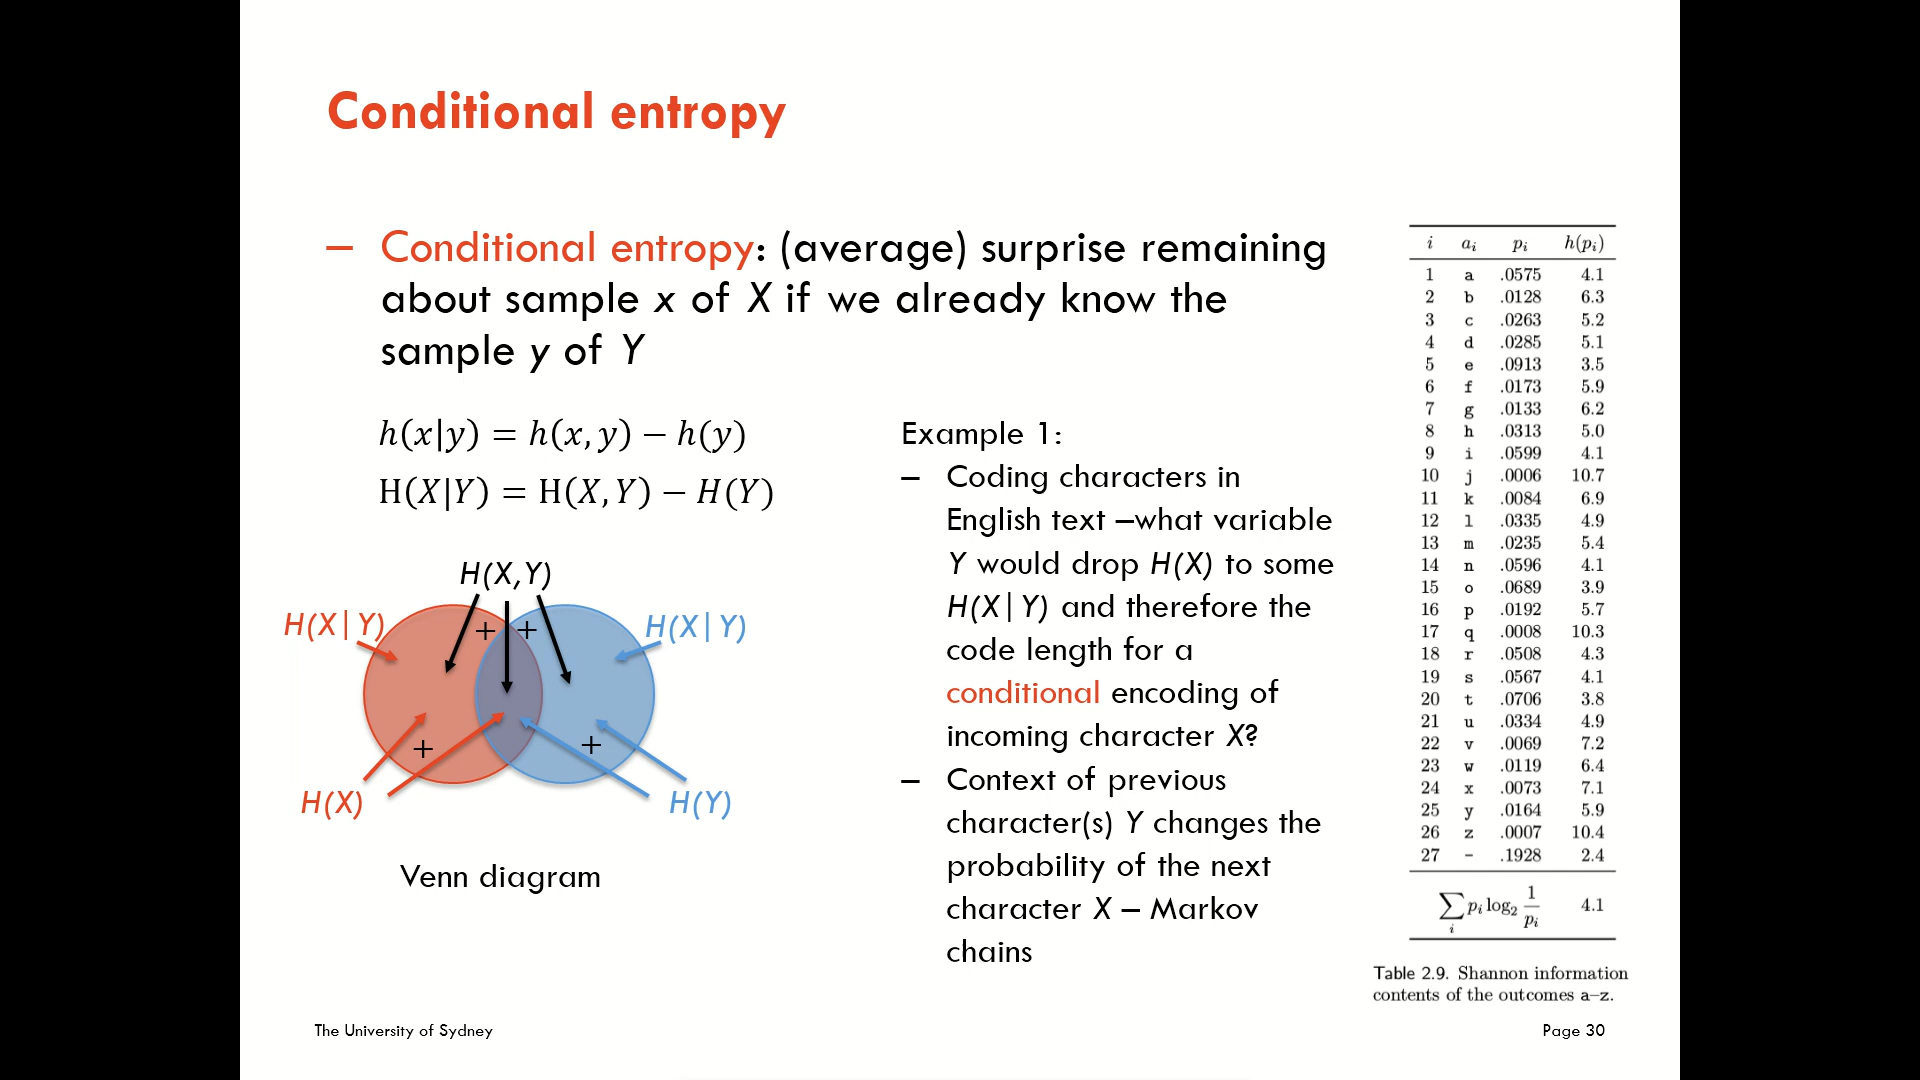 Conditional entropy
– Conditional entropy: (average) surprise remaining
about sample x of X if we already know the
sample y of Y
h(x|y) = h(x, y) − h(y)
H(X|Y) = H(X, Y) − H(Y)
H(X,Y)
H(X|Y)
H(X|Y)
+ +
+
+
H(X)
H(Y)
Venn diagram
Example 1:
– Coding characters in
English text –what variable
Y would drop H(X) to some
H(X|Y) and therefore the
code length for a
conditional encoding of
incoming character X?
– Context of previous
character(s) Y changes the
probability of the next
character X – Markov
chains
i aᵢ pᵢ h(pᵢ)
1 a .0575 4.1
2 b .0128 6.3
3 c .0263 5.2
4 d .0285 5.1
5 e .0913 3.5
6 f .0173 5.9
7 g .0133 6.2
8 h .0313 5.0
9 i .0599 4.1
10 j .0006 10.7
11 k .0084 6.9
12 l .0335 4.9
13 m .0235 5.4
14 n .0596 4.1
15 o .0689 3.9
16 p .0192 5.7
17 q .0008 10.3
18 r .0508 4.3
19 s .0567 4.1
20 t .0706 3.8
21 u .0334 4.9
22 v .0069 7.2
23 w .0119 6.4
24 x .0073 7.1
25 y .0164 5.9
26 z .0007 10.4
27 – .1928 2.4
∑ᵢ pᵢ log₂ 1/pᵢ 4.1
Table 2.9. Shannon information
contents of the outcomes a–z.
The University of Sydney
Page 30